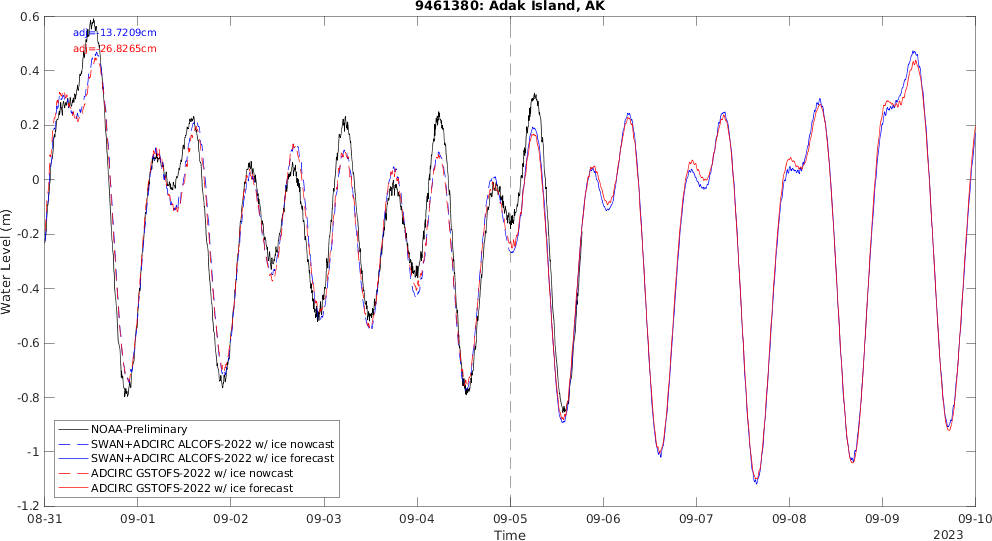 9461380: Adak Island, AK
adj=-13.7209cm
adj=-26.8265cm
0.6
0.4
0.2
0
-0.2
-0.4
-0.6
-0.8
-1
-1.2
Water Level (m)
NOAA-Preliminary
SWAN+ADCIRC ALCOFS-2022 w/ ice nowcast
SWAN+ADCIRC ALCOFS-2022 w/ ice forecast
ADCIRC GSTOFS-2022 w/ ice nowcast
ADCIRC GSTOFS-2022 w/ ice forecast
08-31 09-01 09-02 09-03 09-04 09-05 09-06 09-07 09-08 09-09 09-10
Time
2023